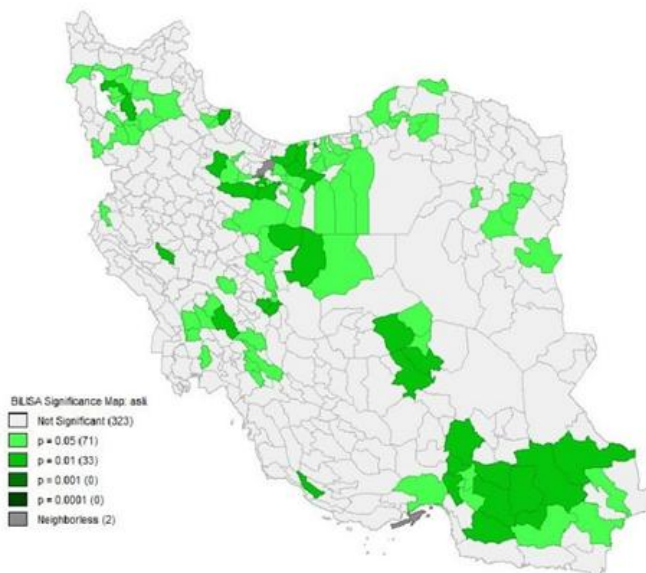 BiLISA Significance Map: asli
Not Significant (323)
p = 0.05 (71)
p = 0.01 (33)
p = 0.001 (0)
p = 0.0001 (0)
Neighborless (2)